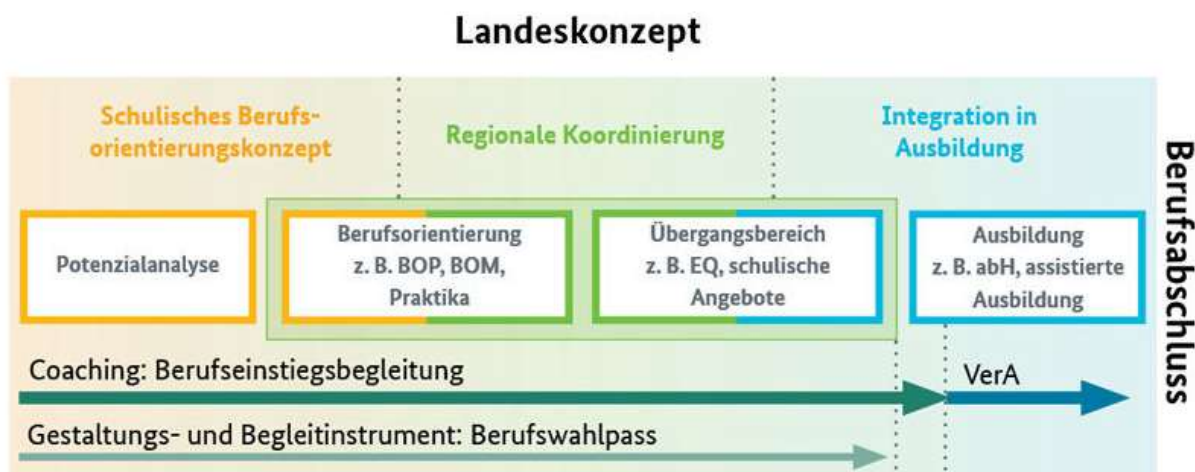 Landeskonzept
Schulisches Berufs-
orientierungskonzept
Regionale Koordinierung
Integration in
Ausbildung
Potenzialanalyse
Berufsorientierung
z. B. BOP, BOM,
Praktika
Übergangsbereich
z. B. EQ, schulische
Angebote
Ausbildung
z. B. abH, assistierte
Ausbildung
Coaching: Berufseinstiegsbegleitung
VerA
Gestaltungs- und Begleitinstrument: Berufswahlpass
Berufsabschluss